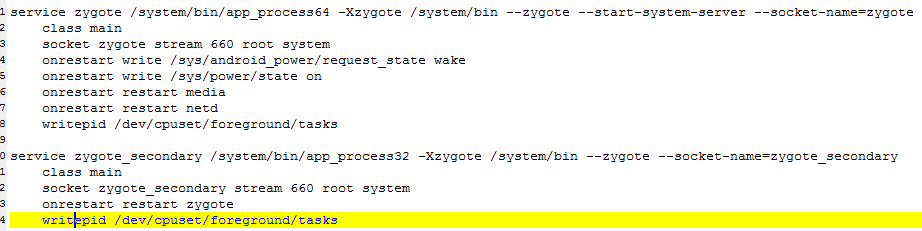 1 service zygote /system/bin/app_process64 -Xzygote /system/bin --zygote --start-system-server --socket-name=zygote
2     class main
3     socket zygote stream 660 root system
4     onrestart write /sys/android_power/request_state wake
5     onrestart write /sys/power/state on
6     onrestart restart media
7     onrestart restart netd
8     writepid /dev/cpuset/foreground/tasks
9
0 service zygote_secondary /system/bin/app_process32 -Xzygote /system/bin --zygote --socket-name=zygote_secondary
1     class main
2     socket zygote_secondary stream 660 root system
3     onrestart restart zygote
4     writepid /dev/cpuset/foreground/tasks